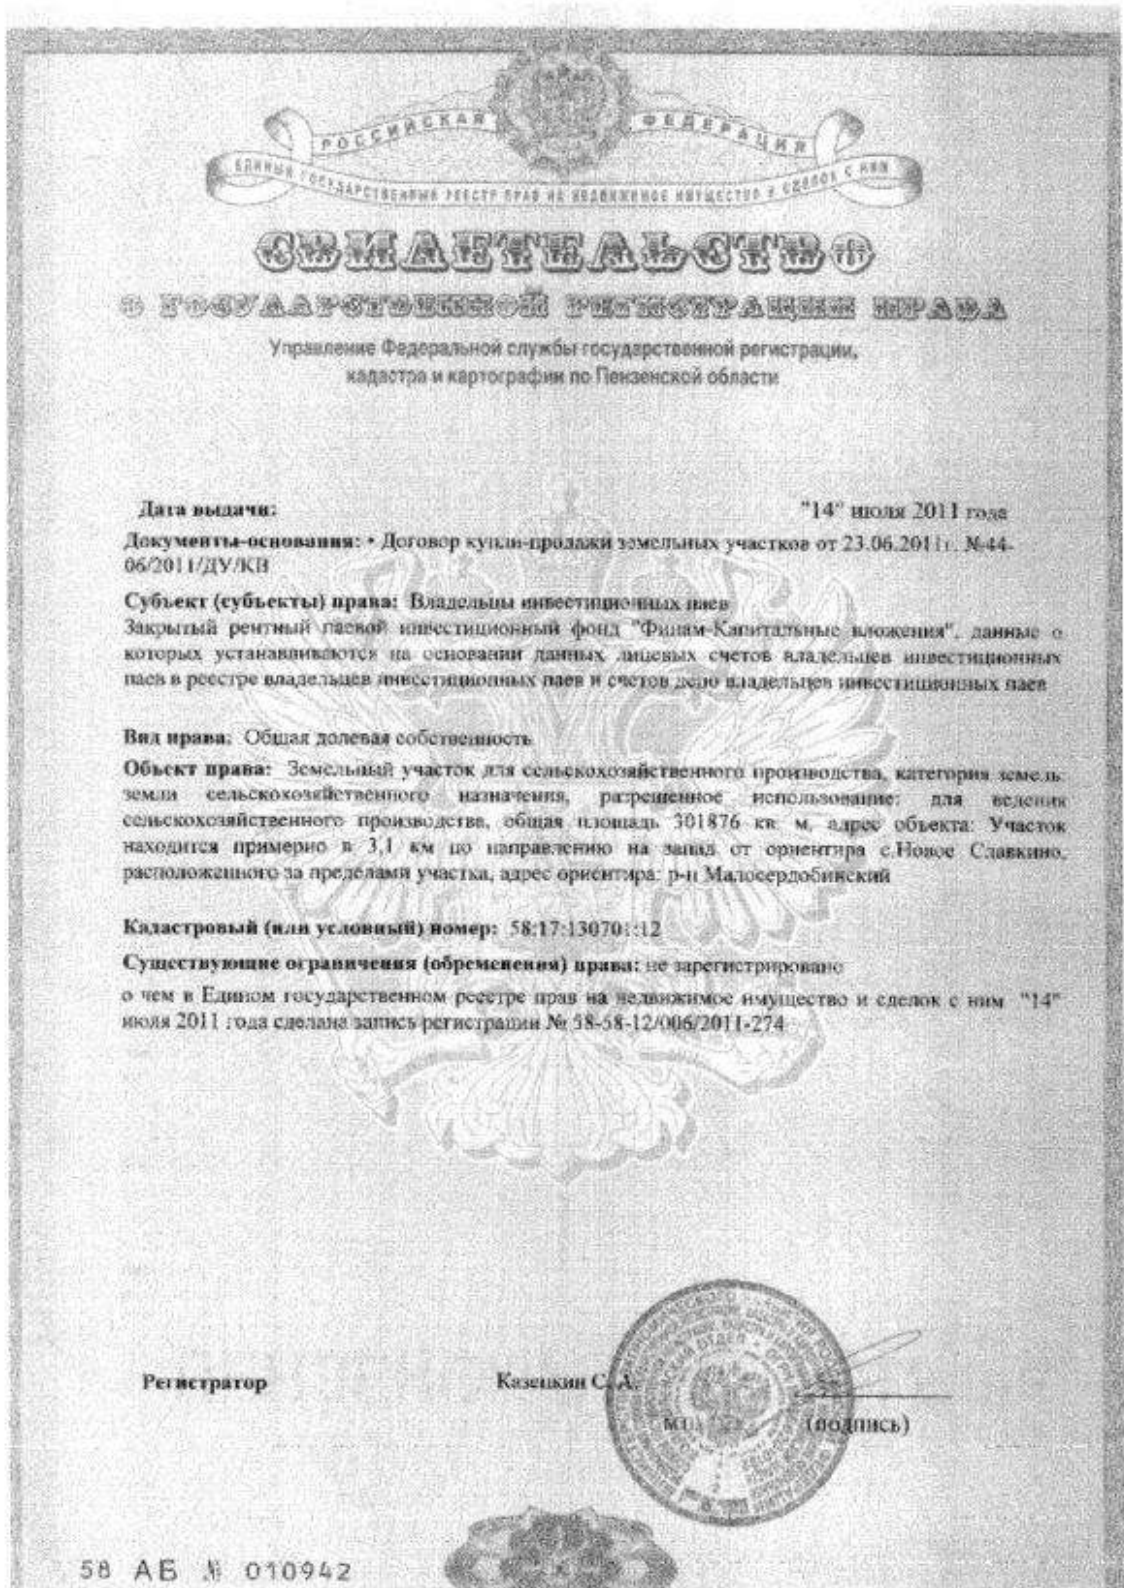 РОССИЙСКАЯ ФЕДЕРАЦИЯ
ЕДИНЫЙ ГОСУДАРСТВЕННЫЙ РЕЕСТР ПРАВ НА НЕДВИЖИМОЕ ИМУЩЕСТВО И СДЕЛОК С НИМ
СВИДЕТЕЛЬСТВО
О ГОСУДАРСТВЕННОЙ РЕГИСТРАЦИИ ПРАВА
Управление Федеральной службы государственной регистрации,
кадастра и картографии по Пензенской области
Дата выдачи: "14" июля 2011 года
Документы-основания: • Договор купли-продажи земельных участков от 23.06.2011г. №44-
06/2011/ДУ/КВ
Субъект (субъекты) права: Владельцы инвестиционных паев
Закрытый рентный паевой инвестиционный фонд "Финам-Капитальные вложения", данные о
которых устанавливаются на основании данных лицевых счетов владельцев инвестиционных
паев в реестре владельцев инвестиционных паев и счетов депо владельцев инвестиционных паев
Вид права: Общая долевая собственность
Объект права: Земельный участок для сельскохозяйственного производства, категория земель:
земли сельскохозяйственного назначения, разрешенное использование: для ведения
сельскохозяйственного производства, общая площадь 301876 кв. м, адрес объекта: Участок
находится примерно в 3,1 км по направлению на запад от ориентира с.Новое Славкино,
расположенного за пределами участка, адрес ориентира: р-н Малосердобинский
Кадастровый (или условный) номер: 58:17:130701:12
Существующие ограничения (обременения) права: не зарегистрировано
о чем в Едином государственном реестре прав на недвижимое имущество и сделок с ним "14"
июля 2011 года сделана запись регистрации № 58-58-12/006/2011-274
Регистратор Казецкин С. А.
М.П. (подпись)
58 АБ № 010942